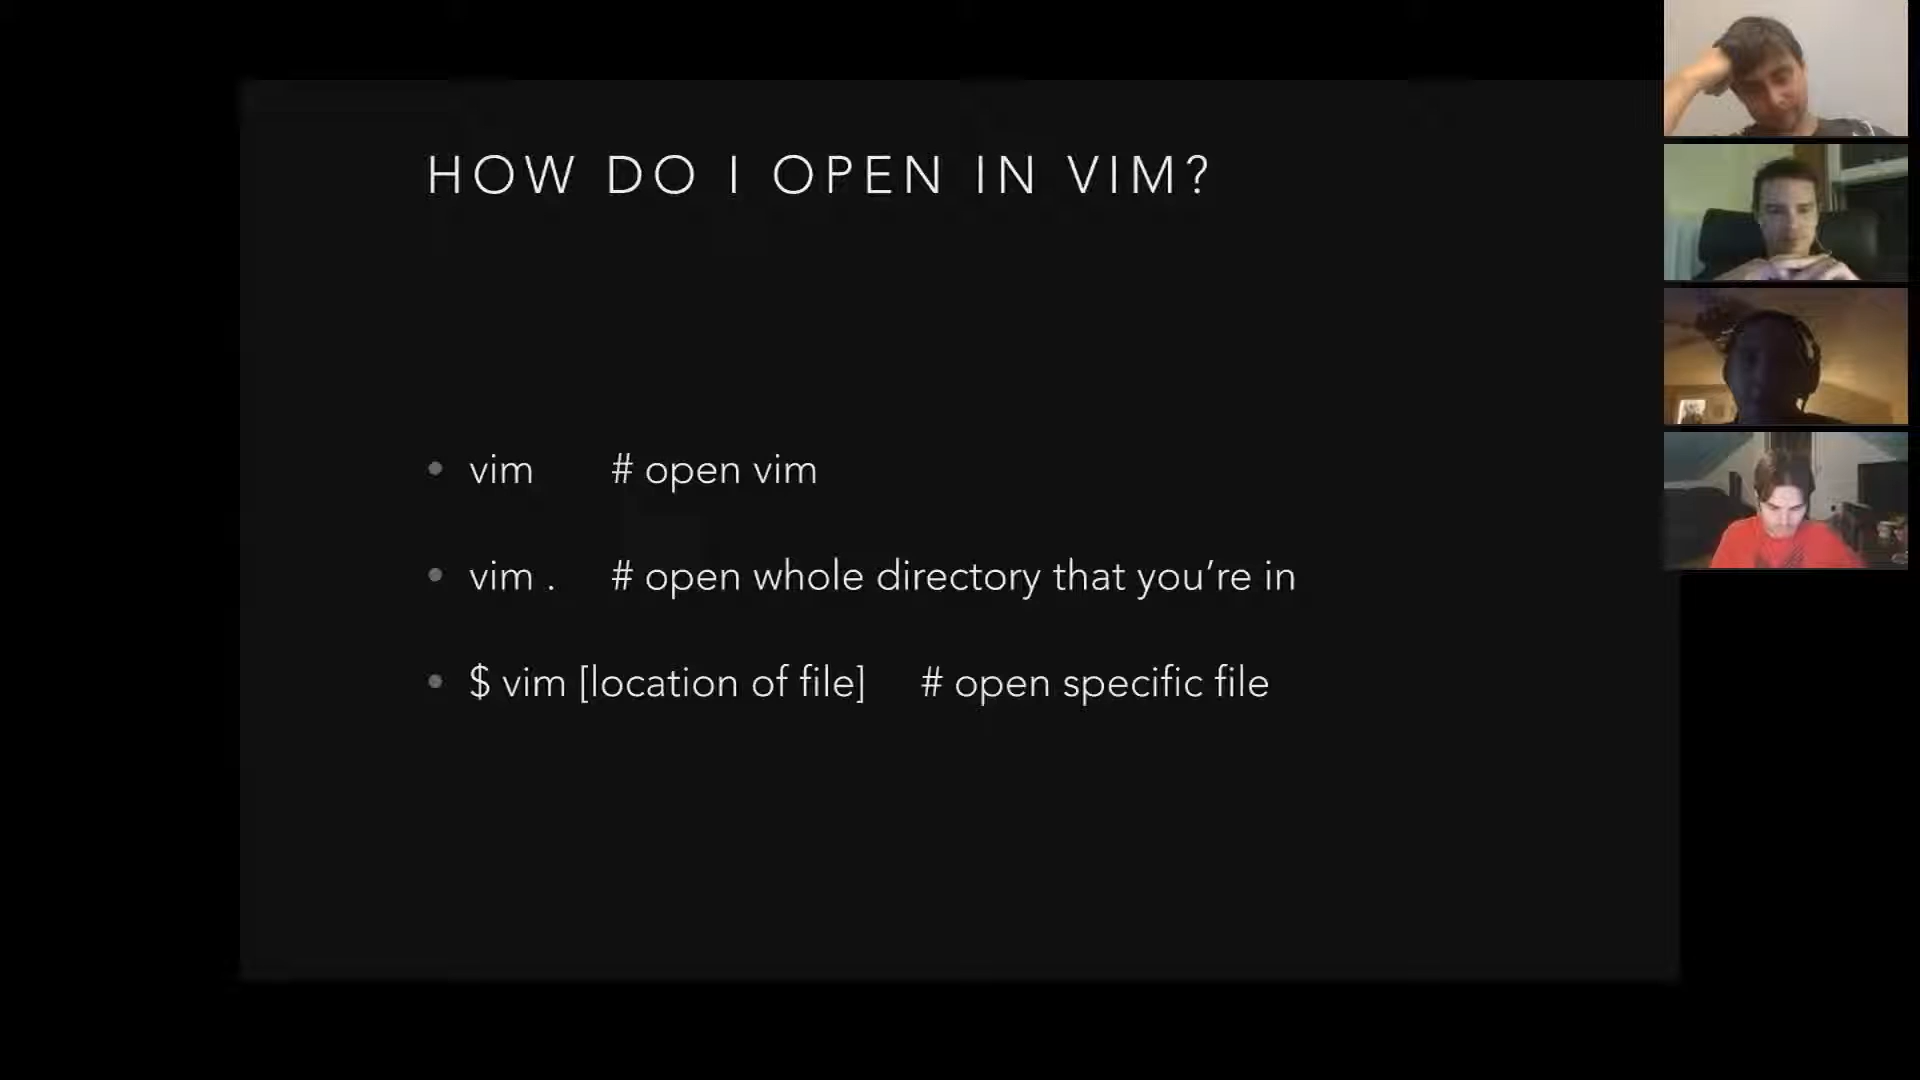 HOW DO I OPEN IN VIM?
• vim # open vim
• vim . # open whole directory that you’re in
• $ vim [location of file] # open specific file